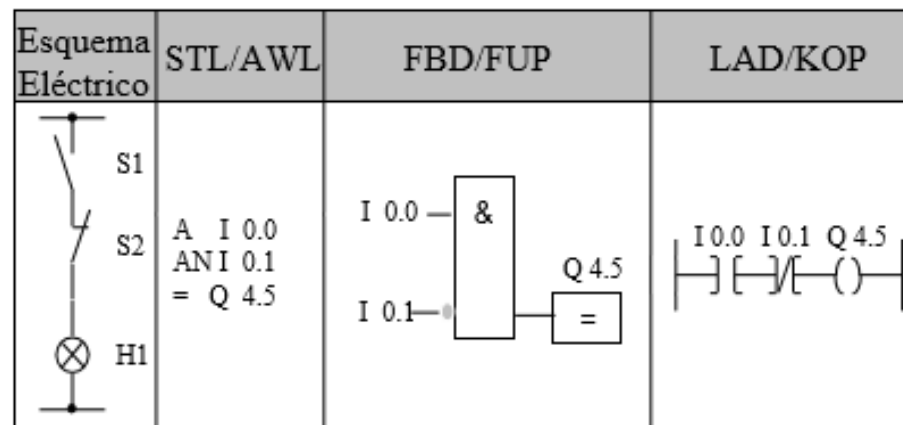 Esquema
Eléctrico
STL/AWL
FBD/FUP
LAD/KOP
S1
S2
H1
A I 0.0
AN I 0.1
= Q 4.5
I 0.0
&
I 0.1
Q 4.5
=
I 0.0 I 0.1 Q 4.5